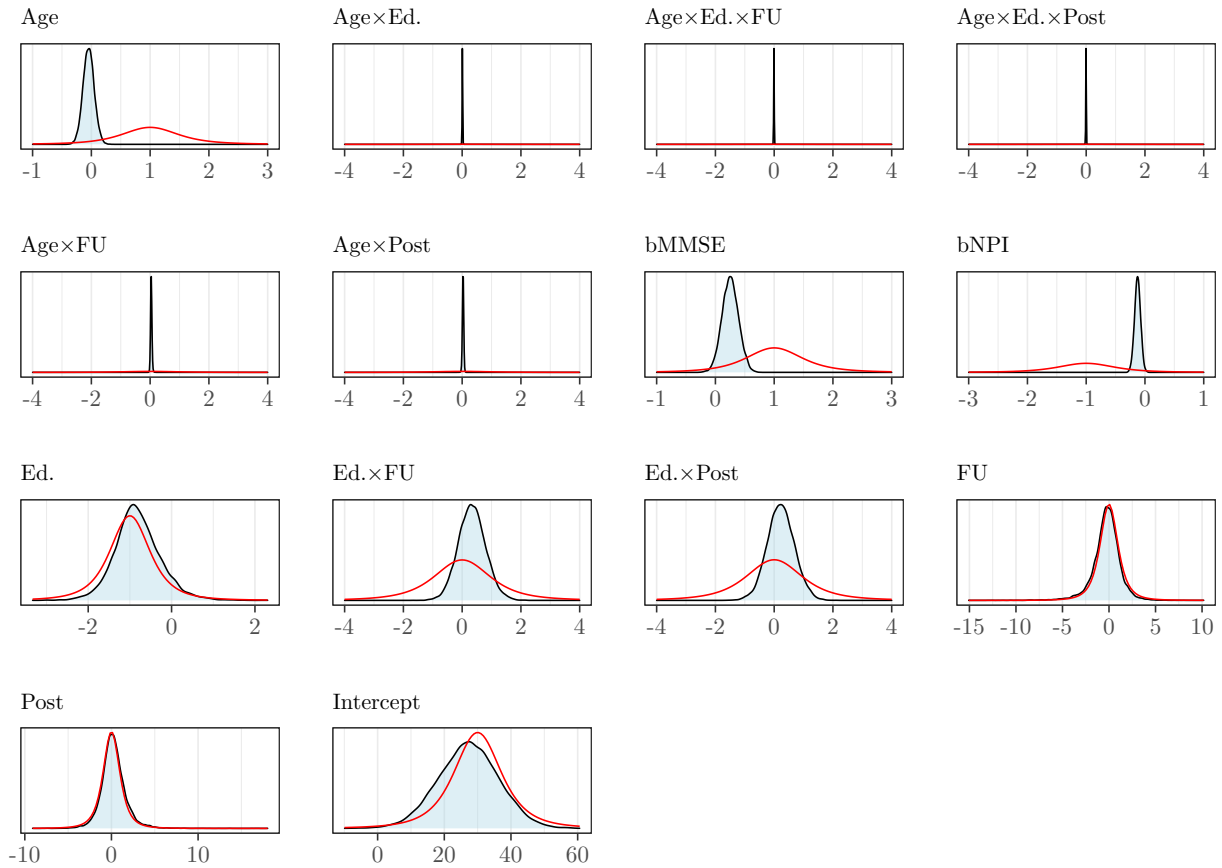 Age
Age×Ed.
Age×Ed.×FU
Age×Ed.×Post
-1 0 1 2 3
-4 -2 0 2 4
-4 -2 0 2 4
-4 -2 0 2 4
Age×FU
Age×Post
bMMSE
bNPI
-4 -2 0 2 4
-4 -2 0 2 4
-1 0 1 2 3
-3 -2 -1 0 1
Ed.
Ed.×FU
Ed.×Post
FU
-2 0 2
-4 -2 0 2 4
-4 -2 0 2 4
-15 -10 -5 0 5 10
Post
Intercept
-10 0 10
0 20 40 60